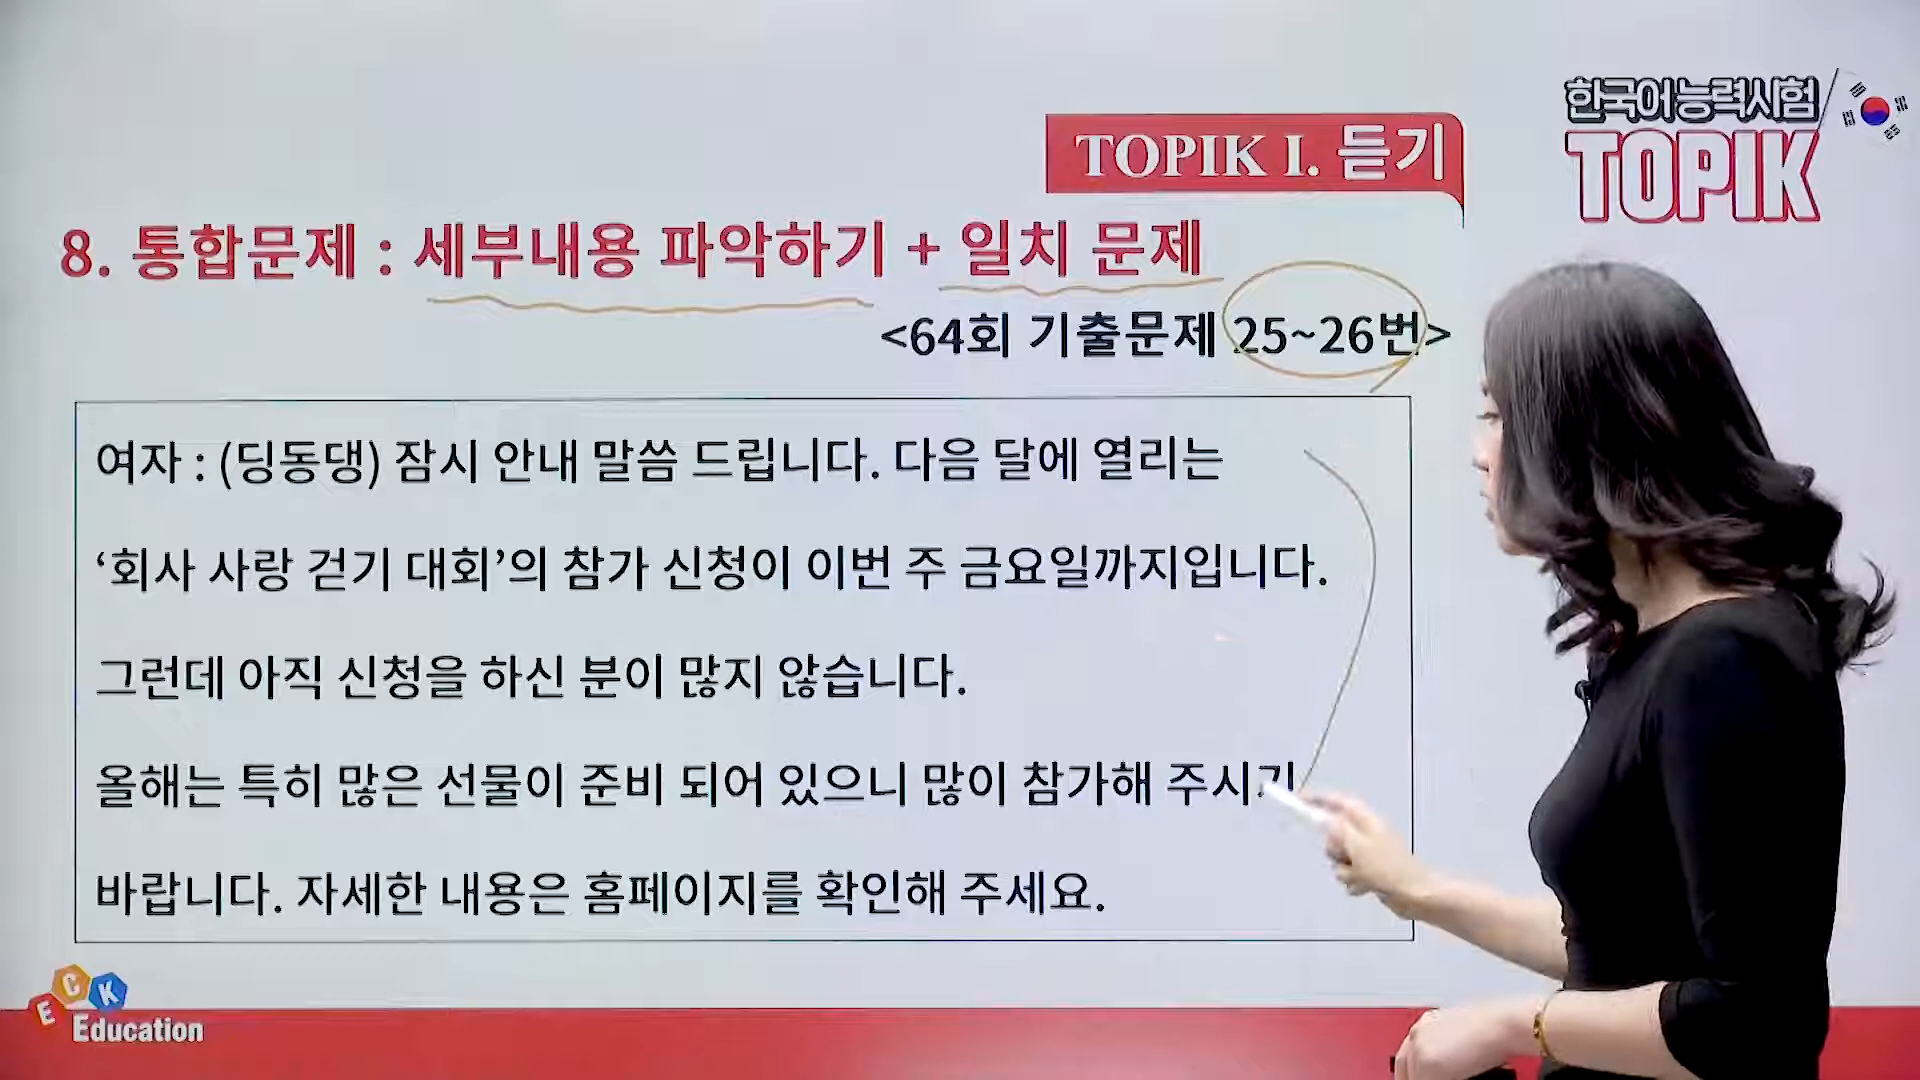 한국어능력시험
TOPIK
TOPIK I. 듣기
8. 통합문제 : 세부내용 파악하기 + 일치 문제
<64회 기출문제 25~26번>
여자 : (딩동댕) 잠시 안내 말씀 드립니다. 다음 달에 열리는
‘회사 사랑 걷기 대회’의 참가 신청이 이번 주 금요일까지입니다.
그런데 아직 신청을 하신 분이 많지 않습니다.
올해는 특히 많은 선물이 준비 되어 있으니 많이 참가해 주시기
바랍니다. 자세한 내용은 홈페이지를 확인해 주세요.
ECK
Education